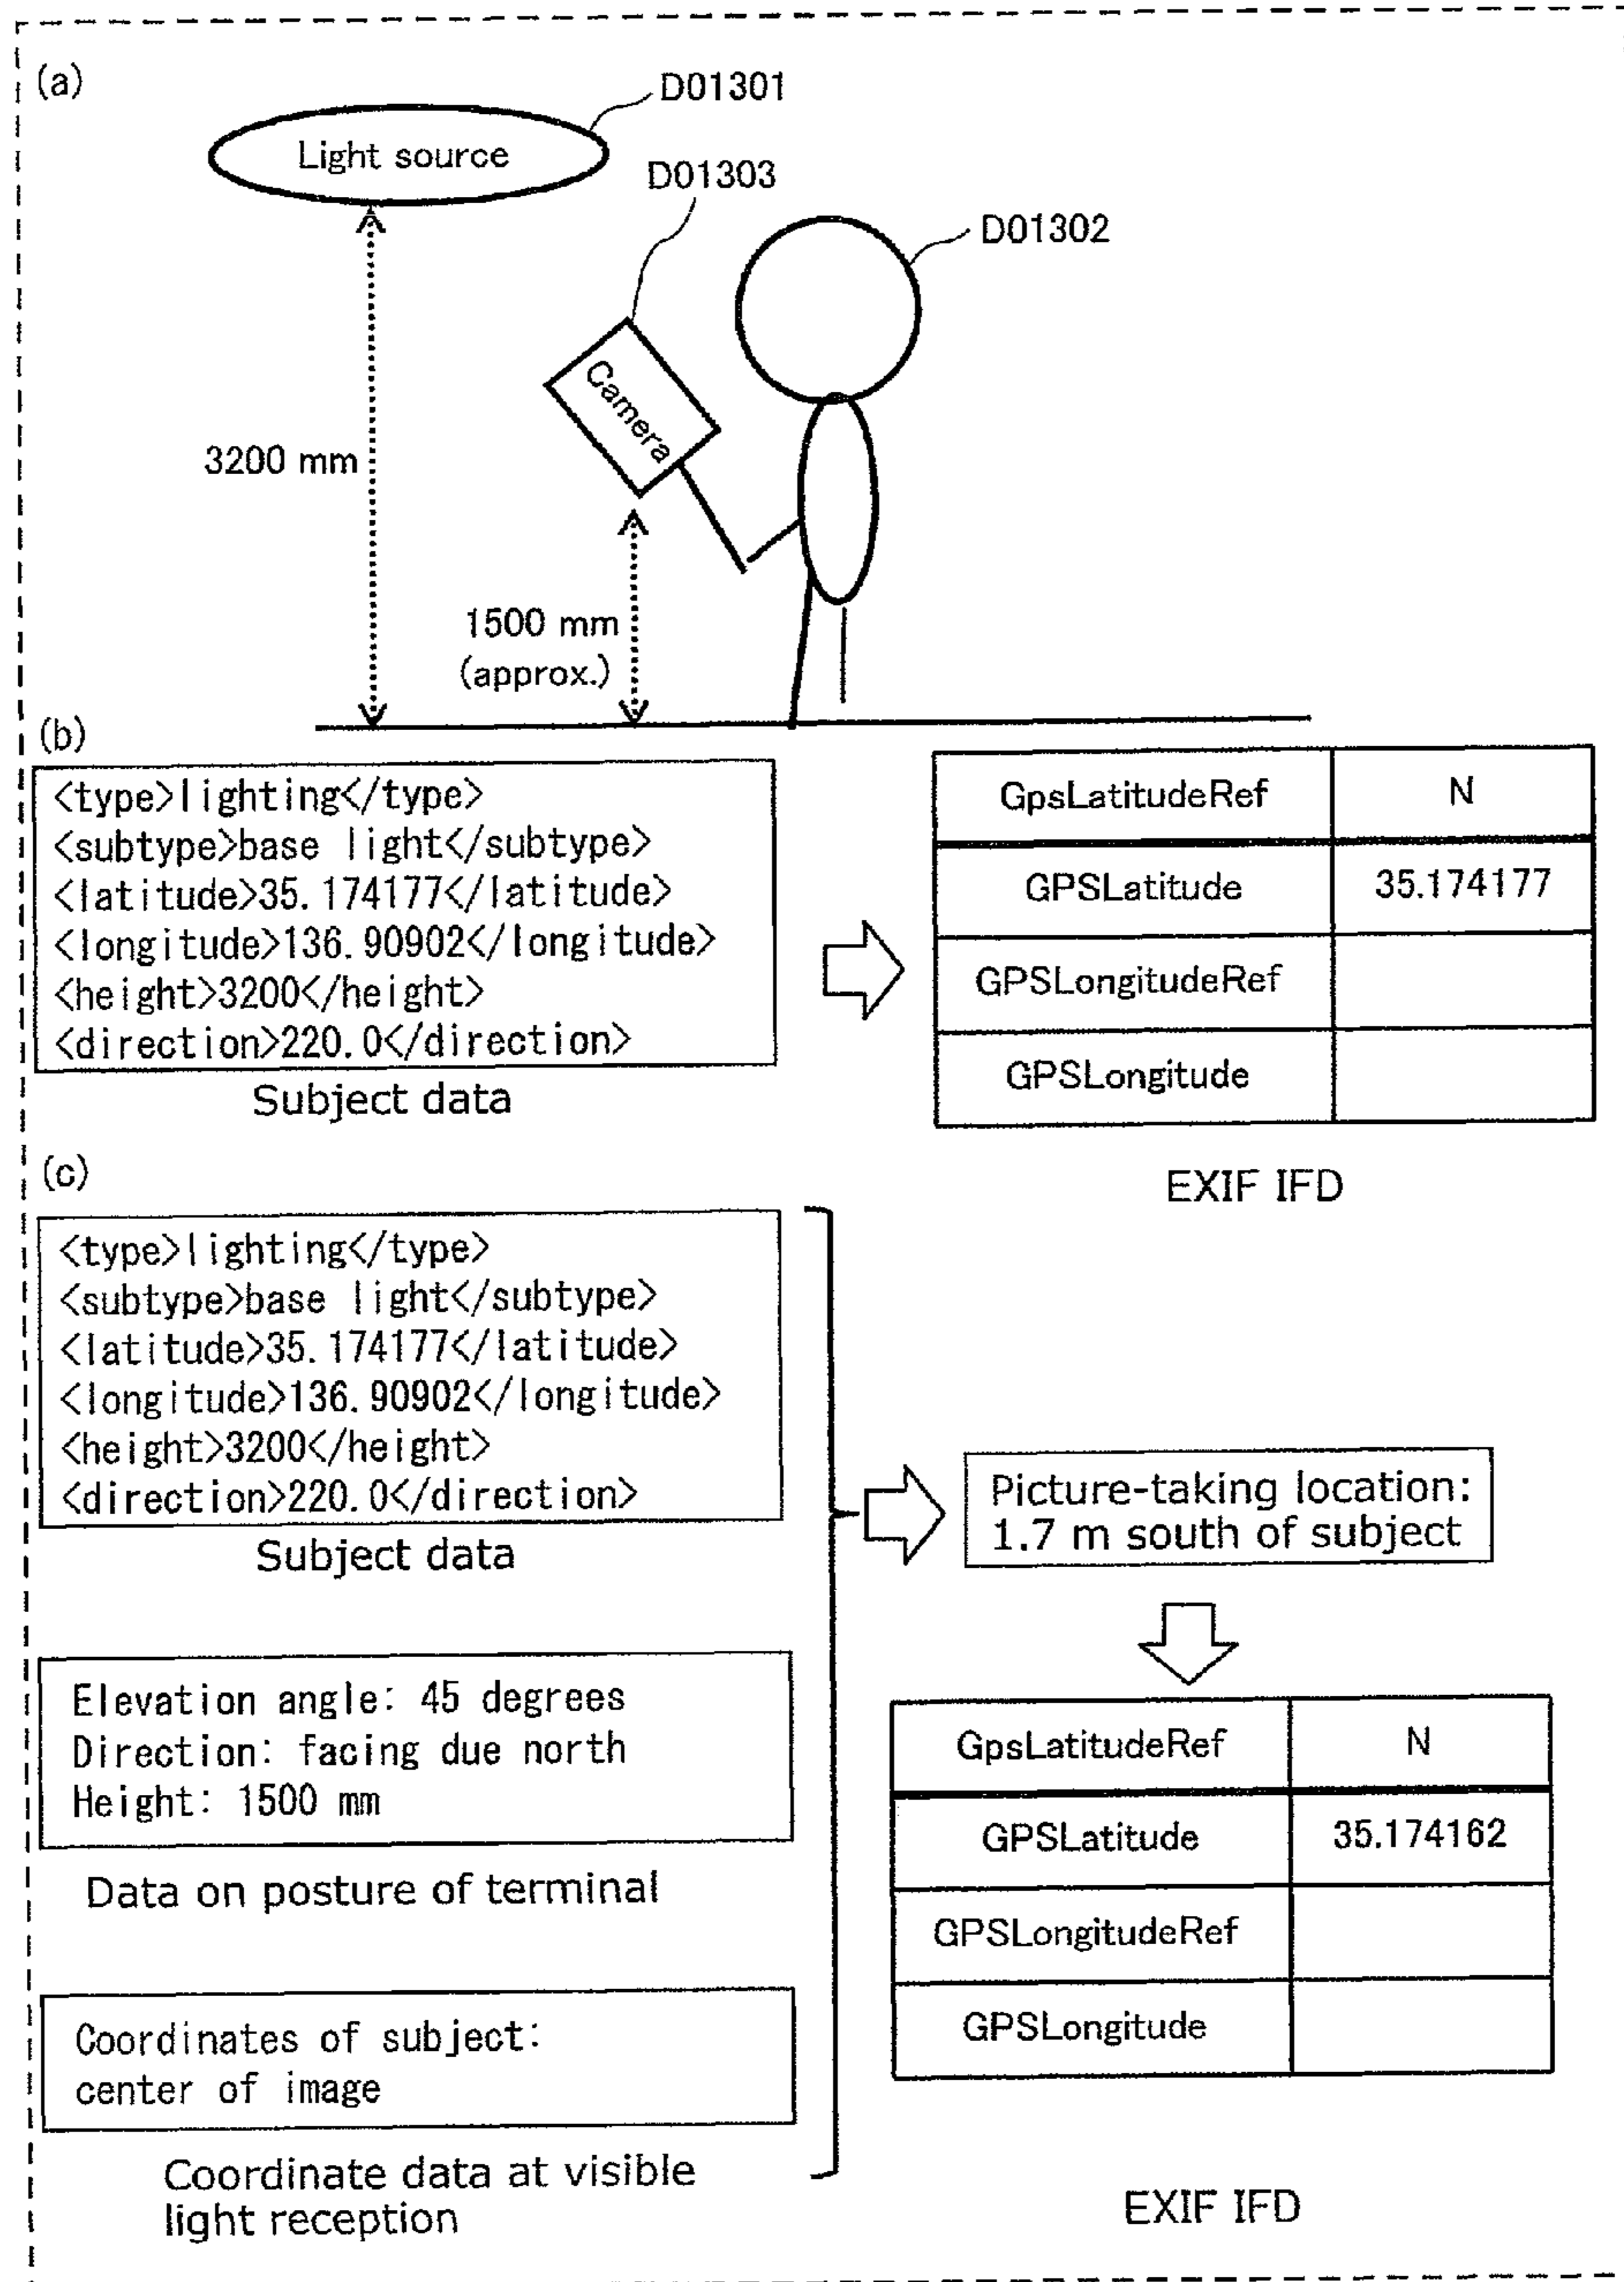 (a)
D01301
Light source
D01303
D01302
Camera
3200 mm
1500 mm
(approx.)
(b)
<type>lighting</type>
<subtype>base light</subtype>
<latitude>35.174177</latitude>
<longitude>136.90902</longitude>
<height>3200</height>
<direction>220.0</direction>
Subject data
GpsLatitudeRef N
GPSLatitude 35.174177
GPSLongitudeRef
GPSLongitude
EXIF IFD
(c)
<type>lighting</type>
<subtype>base light</subtype>
<latitude>35.174177</latitude>
<longitude>136.90902</longitude>
<height>3200</height>
<direction>220.0</direction>
Subject data
Elevation angle: 45 degrees
Direction: facing due north
Height: 1500 mm
Data on posture of terminal
Coordinates of subject:
center of image
Coordinate data at visible
light reception
Picture-taking location:
1.7 m south of subject
GpsLatitudeRef N
GPSLatitude 35.174162
GPSLongitudeRef
GPSLongitude
EXIF IFD